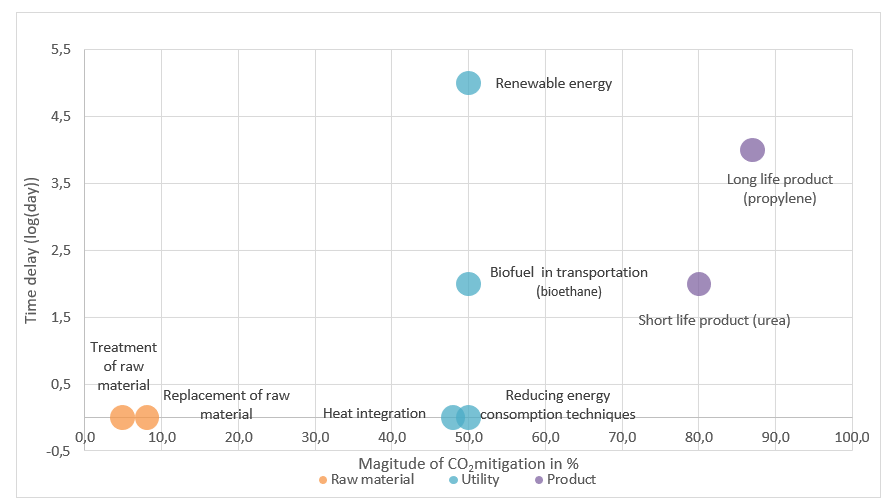 5,5
Renewable energy
4,5
3,5
Long life product
(propylene)
Time delay (log(day))
2,5
Biofuel in transportation
(bioethane)
1,5
Short life product (urea)
Treatment
of raw
material
0,5
Replacement of raw
material
Heat integration
Reducing energy
consomption techniques
-0,5
0,0 10,0 20,0 30,0 40,0 50,0 60,0 70,0 80,0 90,0 100,0
Magitude of CO₂mitigation in %
Raw material Utility Product